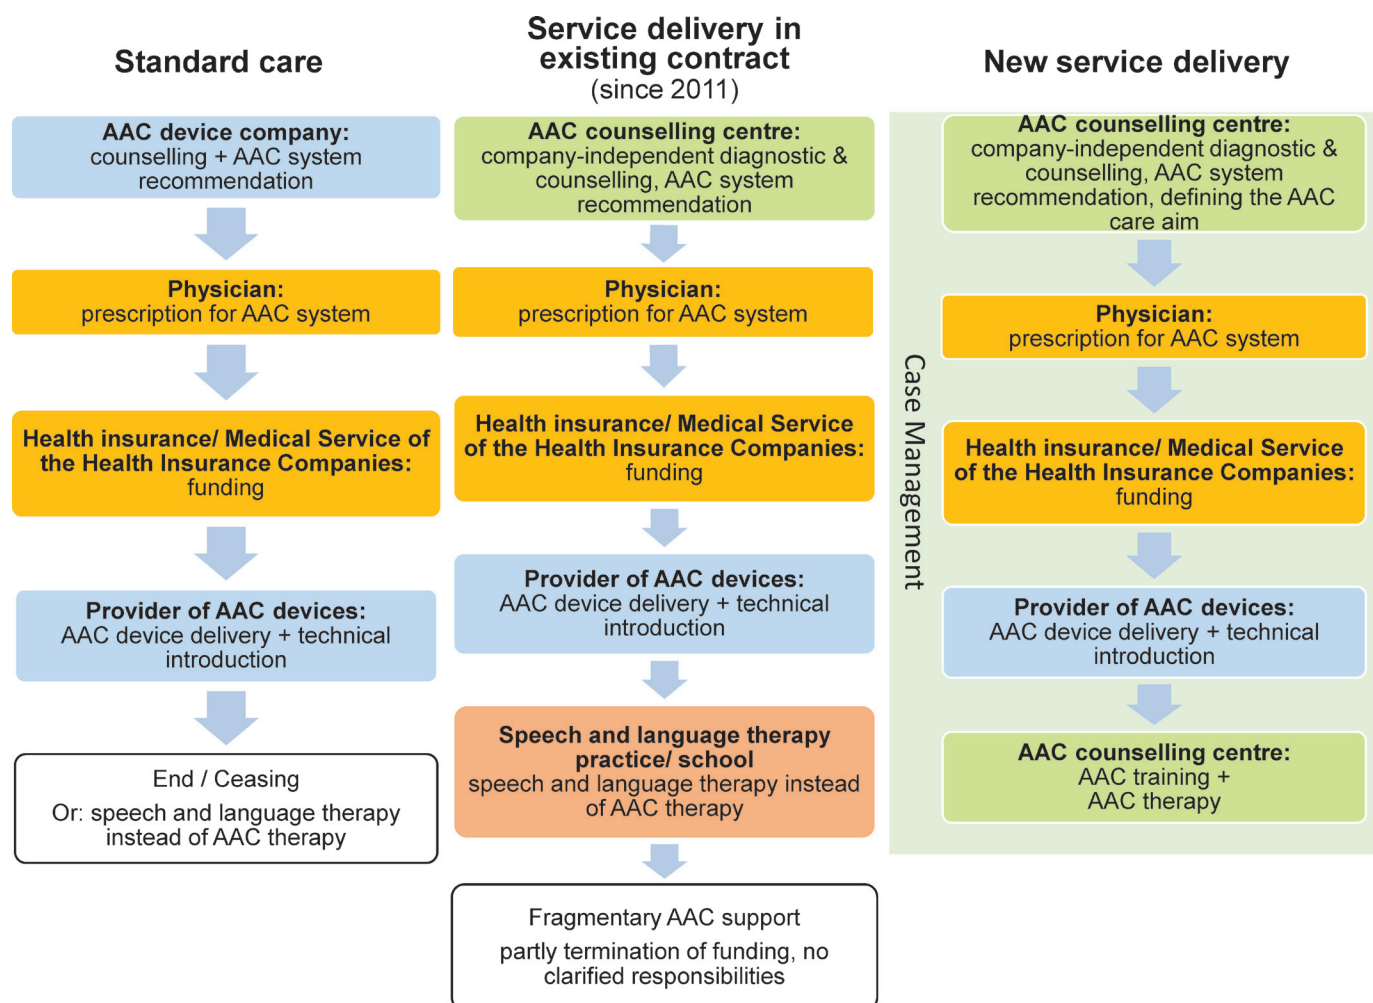 Standard care
AAC device company:
counselling + AAC system
recommendation
Physician:
prescription for AAC system
Health insurance/ Medical Service of
the Health Insurance Companies:
funding
Provider of AAC devices:
AAC device delivery + technical
introduction
End / Ceasing
Or: speech and language therapy
instead of AAC therapy
Service delivery in
existing contract
(since 2011)
AAC counselling centre:
company-independent diagnostic &
counselling, AAC system
recommendation
Physician:
prescription for AAC system
Health insurance/ Medical Service
of the Health Insurance Companies:
funding
Provider of AAC devices:
AAC device delivery + technical
introduction
Speech and language therapy
practice/ school
speech and language therapy instead
of AAC therapy
Fragmentary AAC support
partly termination of funding, no
clarified responsibilities
New service delivery
Case Management
AAC counselling centre:
company-independent diagnostic &
counselling, AAC system
recommendation, defining the AAC
care aim
Physician:
prescription for AAC system
Health insurance/ Medical Service
of the Health Insurance Companies:
funding
Provider of AAC devices:
AAC device delivery + technical
introduction
AAC counselling centre:
AAC training +
AAC therapy